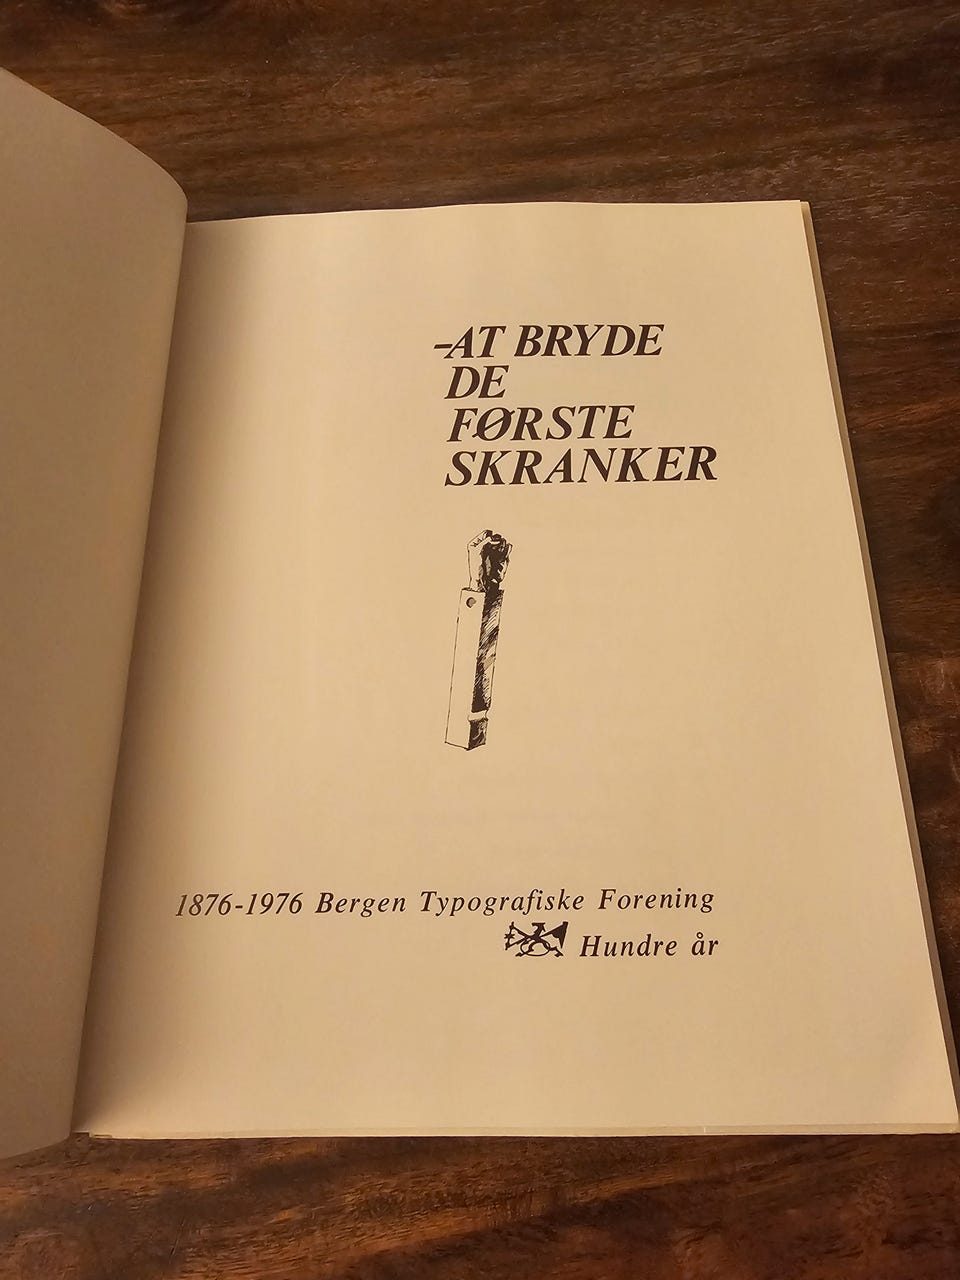 -AT BRYDE
DE
FØRSTE
SKRANKER
1876-1976 Bergen Typografiske Forening
Hundre år